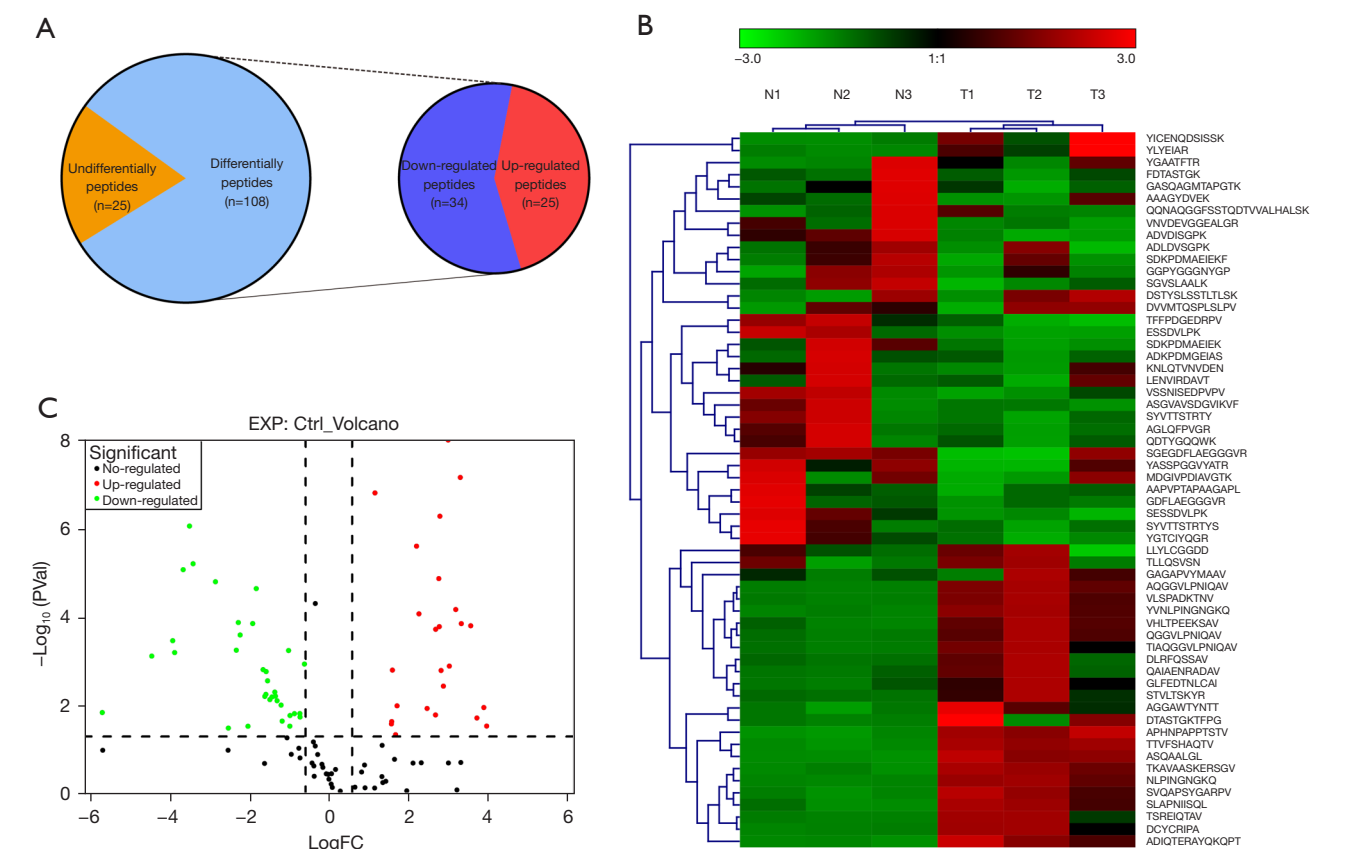 A
Undifferentially
peptides
(n=25)
Differentially
peptides
(n=108)
Down-regulated
peptides
(n=34)
Up-regulated
peptides
(n=25)
B
−3.0
1:1
3.0
N1
N2
N3
T1
T2
T3
YICENQDSISSK
YLYEIAR
YGAATFTR
FDTASTGK
GASQAGMTAPGTK
AAAGYDVEK
QQNAQGGFSSTQDTVVALHALSK
VNVDEVGGEALGR
ADVDISGPK
ADLDVSGPK
SDKPDMAEIEKF
GGPYGGGNYGP
SGVSLAALK
DSTYSLSSTLTLSK
DVVMTQSPLSLPV
TFFPDGEDRPV
ESSDVLPK
SDKPDMAEIEK
ADKPDMGEIAS
KNLQTVNVDEN
LENVIRDAVT
VSSNISEDPVPV
ASGVAVSDGVIKVF
SYVTTSTRTY
AGLQFPVGR
QDTYGQQWK
SGEGDFLAEGGGVR
YASSPGGVYATR
MDGIVPDIAVGTK
AAPVPTAPAAGAPL
GDFLAEGGGVR
SESSDVLPK
SYVTTSTRTYS
YGTCIYQGR
LLYLCGGDD
TLLQSVSN
GAGAPVYMAAV
AQGGVLPNIQAV
VLSPADKTNV
YVNLPINGNGKQ
VHLTPEEKSAV
QGGVLPNIQAV
TIAQGGVLPNIQAV
DLRFQSSAV
QAIAENRADAV
GLFEDTNLCAI
STVLTSKYR
AGGAWTYNTT
DTASTGKTFPG
APHNPAPPTSTV
TTVFSHAQTV
ASQAALGL
TKAVAASKERSGV
NLPINGNGKQ
SVQAPSYGARPV
SLAPNIISQL
TSREIQTAV
DCYCRIPA
ADIQTERAYQKQPT
C
EXP: Ctrl_Volcano
Significant
No-regulated
Up-regulated
Down-regulated
8
6
4
2
0
−Log10 (PVal)
−6
−4
−2
0
2
4
6
LogFC